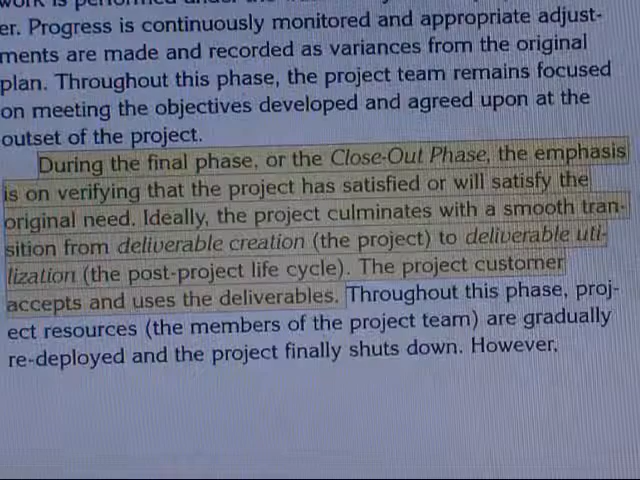 er. Progress is continuously monitored and appropriate adjust-
ments are made and recorded as variances from the original
plan. Throughout this phase, the project team remains focused
on meeting the objectives developed and agreed upon at the
outset of the project.
During the final phase, or the Close-Out Phase, the emphasis
is on verifying that the project has satisfied or will satisfy the
original need. Ideally, the project culminates with a smooth tran-
sition from deliverable creation (the project) to deliverable uti-
lization (the post-project life cycle). The project customer
accepts and uses the deliverables. Throughout this phase, proj-
ect resources (the members of the project team) are gradually
re-deployed and the project finally shuts down. However,